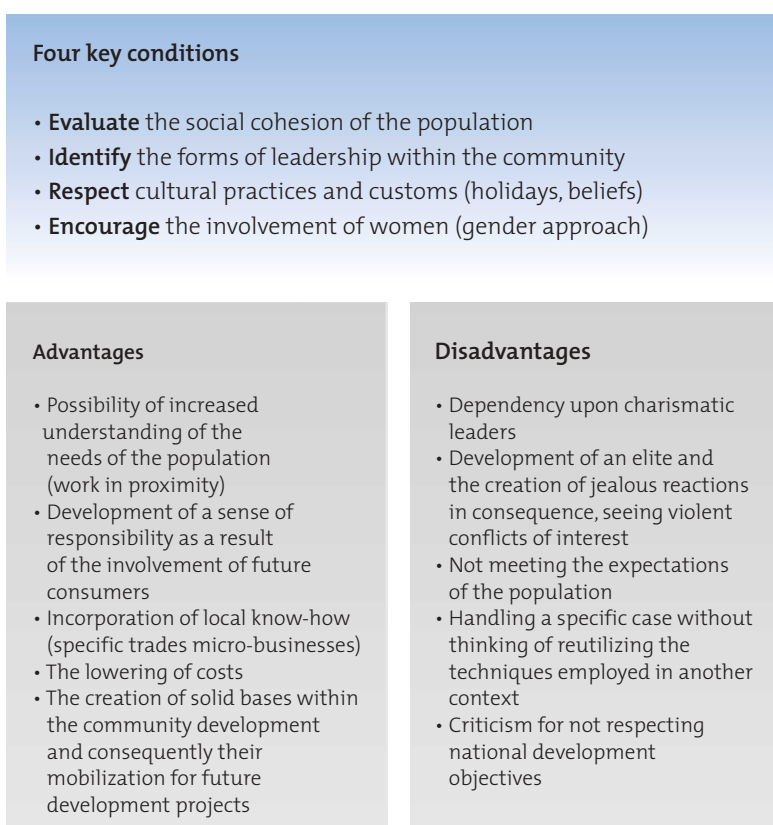 Four key conditions
• Evaluate the social cohesion of the population
• Identify the forms of leadership within the community
• Respect cultural practices and customs (holidays, beliefs)
• Encourage the involvement of women (gender approach)
Advantages
• Possibility of increased
understanding of the
needs of the population
(work in proximity)
• Development of a sense of
responsibility as a result
of the involvement of future
consumers
• Incorporation of local know-how
(specific trades micro-businesses)
• The lowering of costs
• The creation of solid bases within
the community development
and consequently their
mobilization for future
development projects
Disadvantages
• Dependency upon charismatic
leaders
• Development of an elite and
the creation of jealous reactions
in consequence, seeing violent
conflicts of interest
• Not meeting the expectations
of the population
• Handling a specific case without
thinking of reutilizing the
techniques employed in another
context
• Criticism for not respecting
national development
objectives